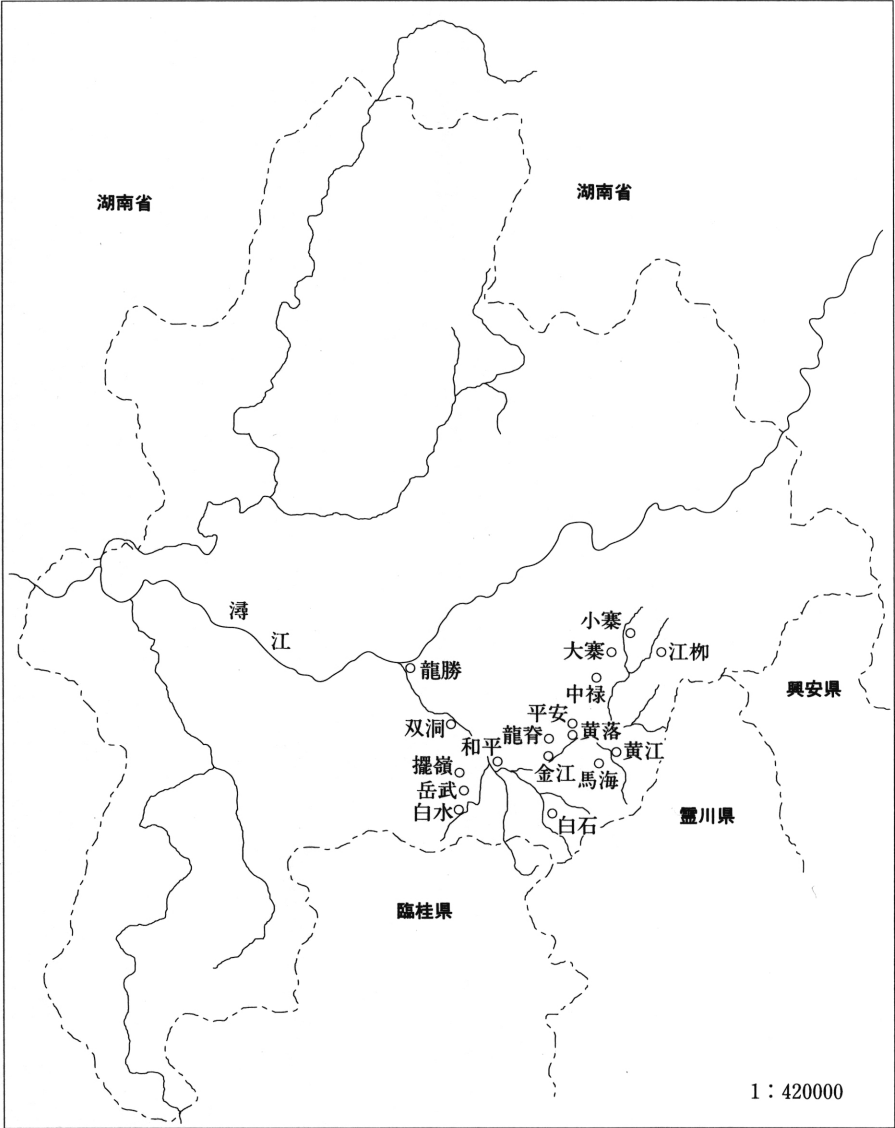 湖南省
湖南省
潯江
小寨
大寨
江柳
中禄
興安県
龍勝
平安
双洞
龍脊
黄落
和平
黄江
擺嶺
金江
馬海
岳武
白水
白石
霊川県
臨桂県
1：420000